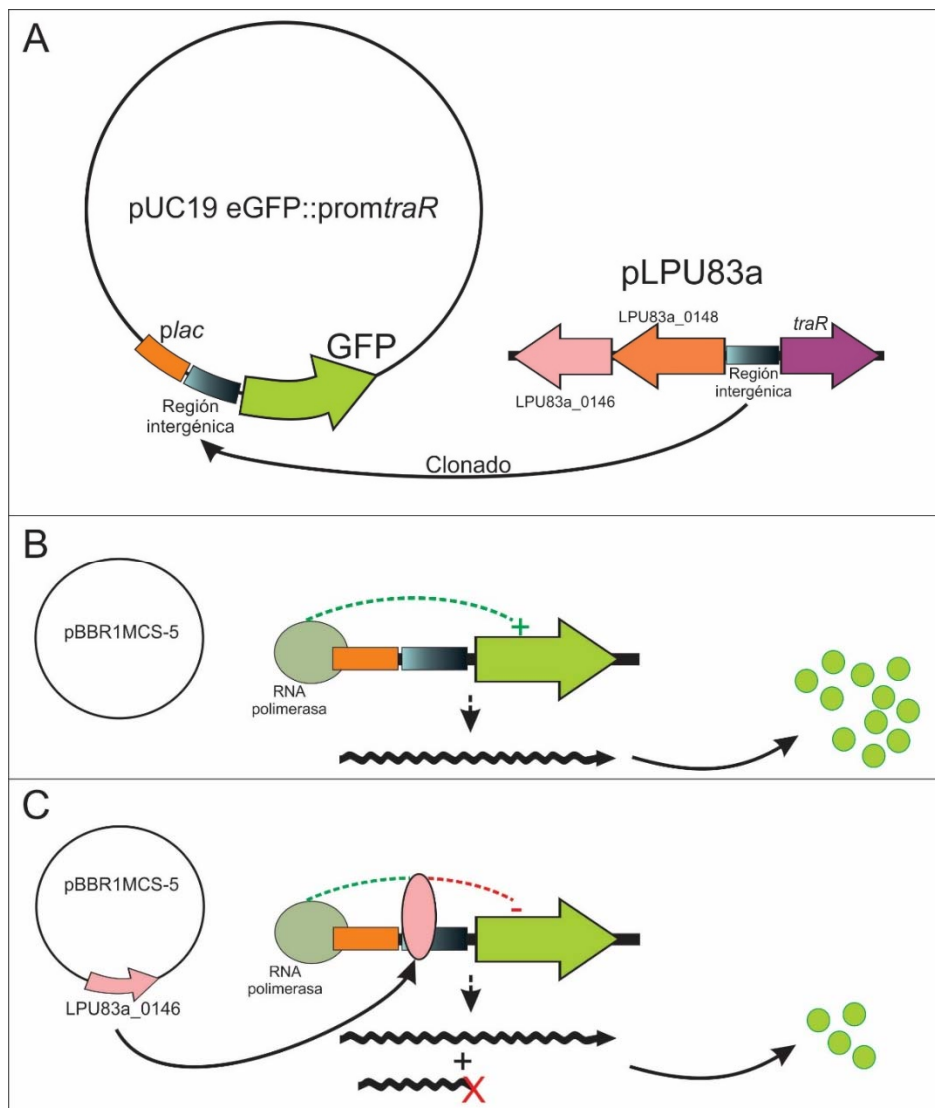 A
pUC19 eGFP::promtraR
plac
GFP
Región
intergénica
pLPU83a
LPU83a_0148
traR
LPU83a_0146
Región
intergénica
Clonado
B
pBBR1MCS-5
+
RNA
polimerasa
C
pBBR1MCS-5
LPU83a_0146
-
RNA
polimerasa
+
X